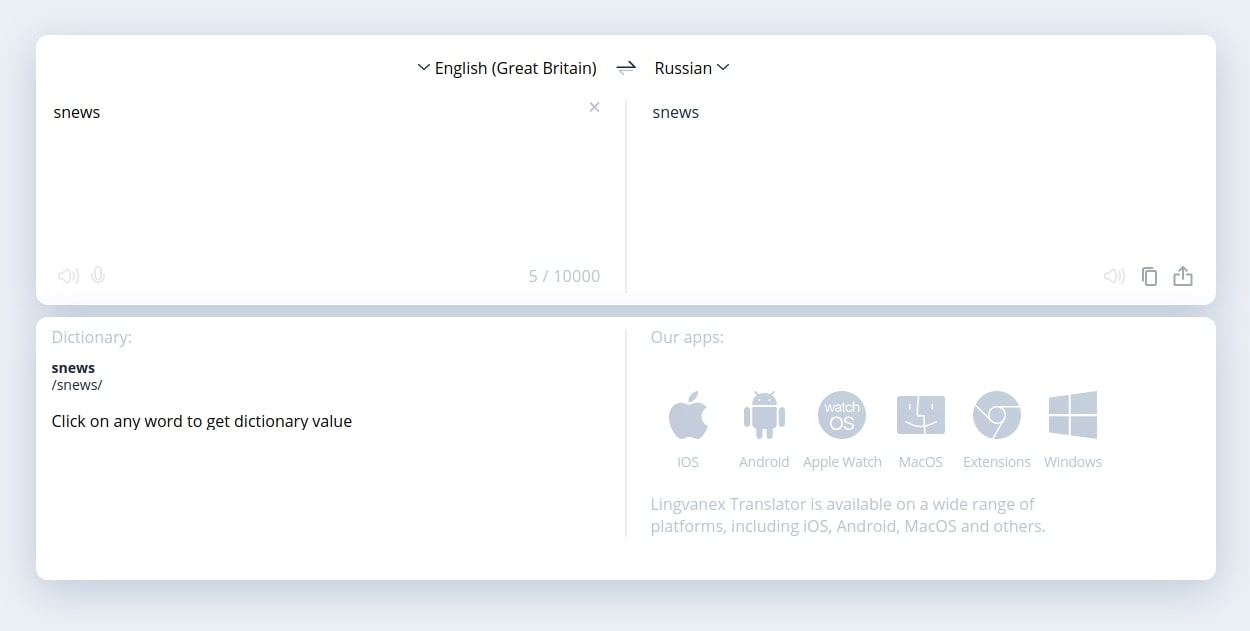 English (Great Britain) Russian
snews
snews
5 / 10000
Dictionary:
snews
/snews/
Click on any word to get dictionary value
Our apps:
watch
OS
iOS Android Apple Watch MacOS Extensions Windows
Lingvanex Translator is available on a wide range of
platforms, including iOS, Android, MacOS and others.